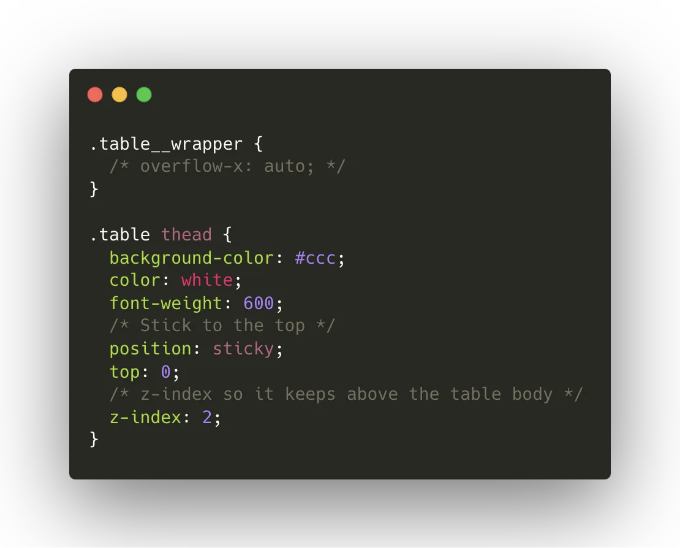 .table__wrapper {
  /* overflow-x: auto; */
}

.table thead {
  background-color: #ccc;
  color: white;
  font-weight: 600;
  /* Stick to the top */
  position: sticky;
  top: 0;
  /* z-index so it keeps above the table body */
  z-index: 2;
}